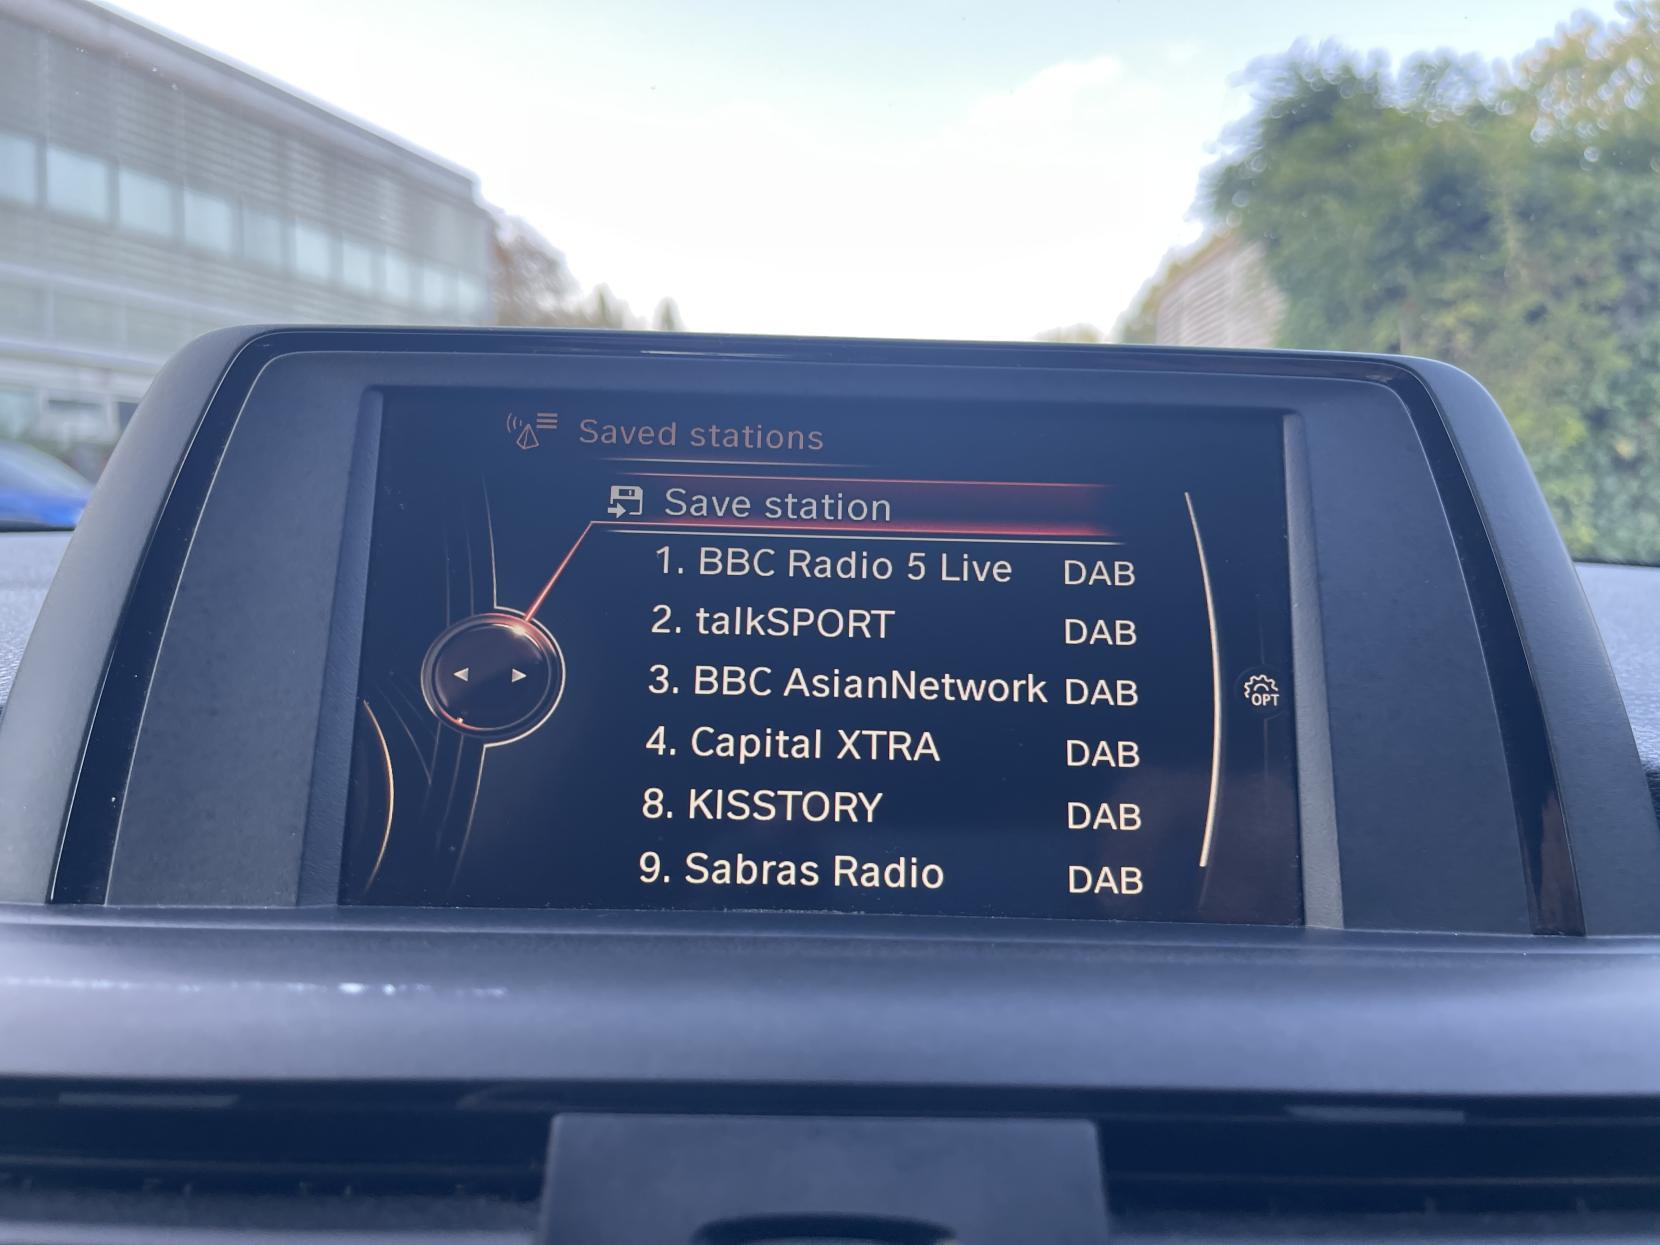 Saved stations
Save station
1. BBC Radio 5 Live DAB
2. talkSPORT DAB
3. BBC AsianNetwork DAB
4. Capital XTRA DAB
8. KISSTORY DAB
9. Sabras Radio DAB
OPT